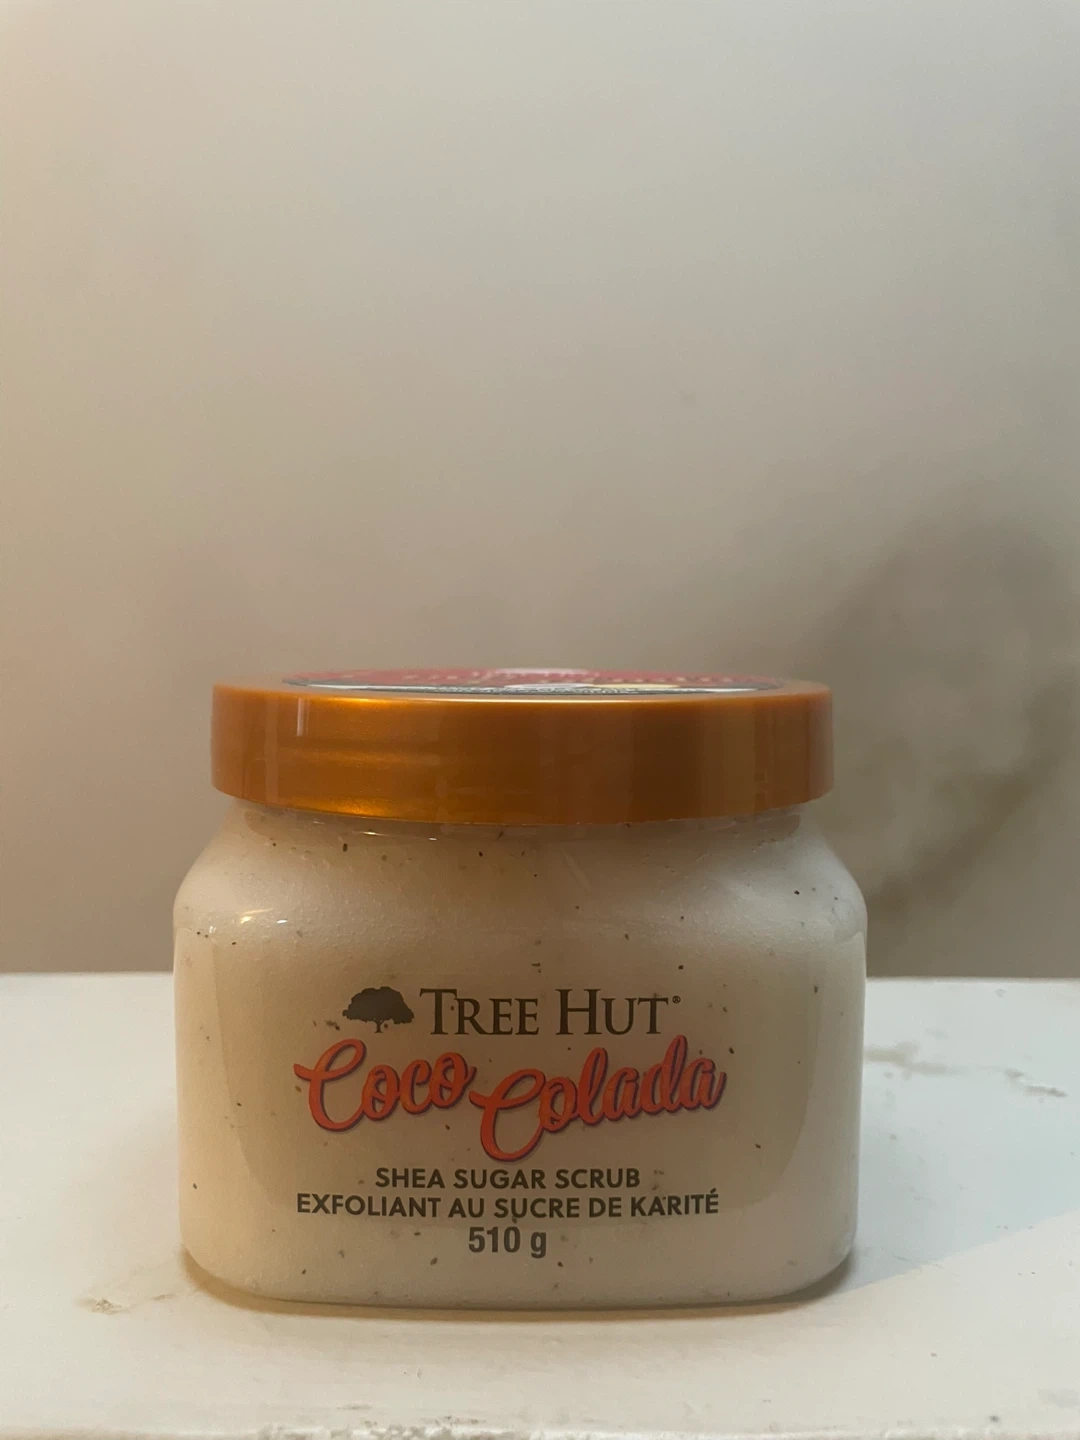 TREE HUT®
Coco Colada
SHEA SUGAR SCRUB
EXFOLIANT AU SUCRE DE KARITÉ
510 g